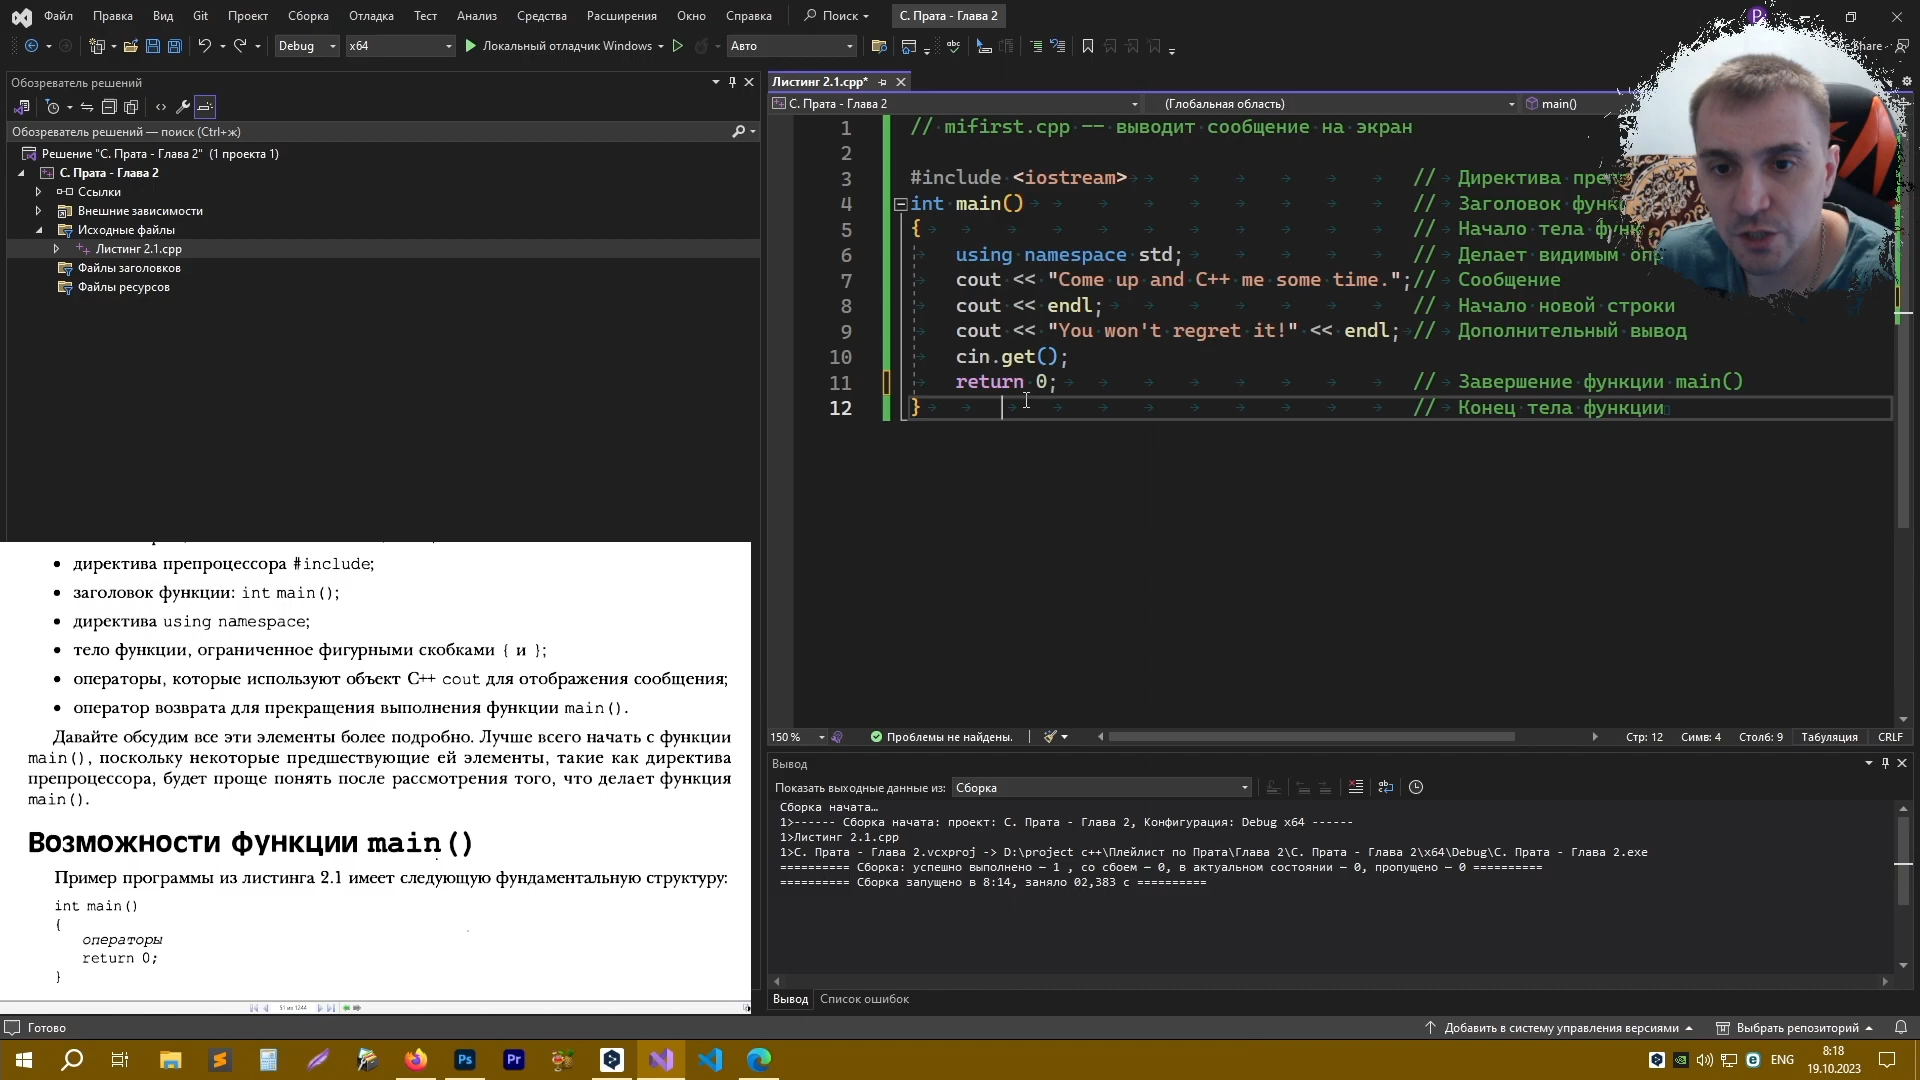 Файл Правка Вид Git Проект Сборка Отладка Тест Анализ Средства Расширения Окно Справка Поиск С. Прата - Глава 2
Debug x64 Локальный отладчик Windows Авто Share
Обозреватель решений
Обозреватель решений — поиск (Ctrl+ж)
Решение "С. Прата - Глава 2" (1 проекта 1)
С. Прата - Глава 2
Ссылки
Внешние зависимости
Исходные файлы
Листинг 2.1.cpp
Файлы заголовков
Файлы ресурсов
Листинг 2.1.cpp*
С. Прата - Глава 2 (Глобальная область) main()
1 // mifirst.cpp -- выводит сообщение на экран
2
3 #include <iostream> // Директива
4 int main() // Заголовок
5 { // Начало тела
6 using namespace std; // Делает видимым
7 cout << "Come up and C++ me some time.";// Сообщение
8 cout << endl; // Начало новой строки
9 cout << "You won't regret it!" << endl; // Дополнительный вывод
10 cin.get();
11 return 0; // Завершение функции main()
12 } // Конец тела функции
150 % Проблемы не найдены. Стр: 12 Симв: 4 Столб: 9 Табуляция CRLF
Вывод
Показать выходные данные из: Сборка
Сборка начата…
1>------ Сборка начата: проект: С. Прата - Глава 2, Конфигурация: Debug x64 ------
1>Листинг 2.1.cpp
1>С. Прата - Глава 2.vcxproj -> D:\project c++\Плейлист по Прата\Глава 2\С. Прата - Глава 2\x64\Debug\С. Прата - Глава 2.exe
========== Сборка: успешно выполнено — 1 , со сбоем — 0, в актуальном состоянии — 0, пропущено — 0 ==========
========== Сборка запущено в 8:14, заняло 02,383 с ==========
Вывод Список ошибок
• директива препроцессора #include;
• заголовок функции: int main();
• директива using namespace;
• тело функции, ограниченное фигурными скобками { и };
• операторы, которые используют объект C++ cout для отображения сообщения;
• оператор возврата для прекращения выполнения функции main().
Давайте обсудим все эти элементы более подробно. Лучше всего начать с функции
main(), поскольку некоторые предшествующие ей элементы, такие как директива
препроцессора, будет проще понять после рассмотрения того, что делает функция
main().
Возможности функции main()
Пример программы из листинга 2.1 имеет следующую фундаментальную структуру:
int main()
{
операторы
return 0;
}
51 из 1244
Готово Добавить в систему управления версиями Выбрать репозиторий
Ps Pr ENG 8:18
19.10.2023